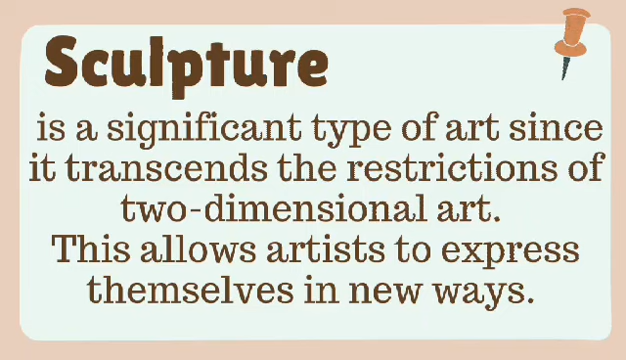 Sculpture
is a significant type of art since
it transcends the restrictions of
two-dimensional art.
This allows artists to express
themselves in new ways.